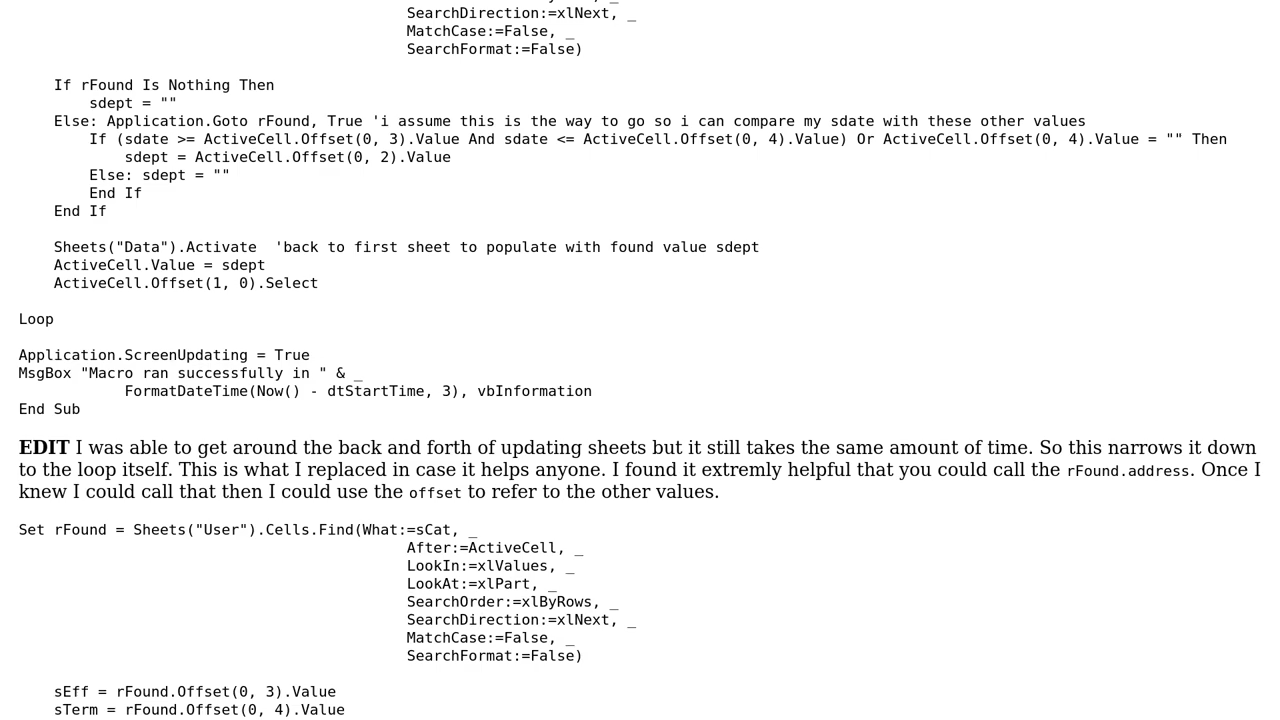 SearchDirection:=xlNext, _
MatchCase:=False, _
SearchFormat:=False)
If rFound Is Nothing Then
sdept = ""
Else: Application.Goto rFound, True 'i assume this is the way to go so i can compare my sdate with these other values
If (sdate >= ActiveCell.Offset(0, 3).Value And sdate <= ActiveCell.Offset(0, 4).Value) Or ActiveCell.Offset(0, 4).Value = "" Then
sdept = ActiveCell.Offset(0, 2).Value
Else: sdept = ""
End If
End If
Sheets("Data").Activate  'back to first sheet to populate with found value sdept
ActiveCell.Value = sdept
ActiveCell.Offset(1, 0).Select
Loop
Application.ScreenUpdating = True
MsgBox "Macro ran successfully in " & _
FormatDateTime(Now() - dtStartTime, 3), vbInformation
End Sub
EDIT I was able to get around the back and forth of updating sheets but it still takes the same amount of time. So this narrows it down
to the loop itself. This is what I replaced in case it helps anyone. I found it extremly helpful that you could call the rFound.address. Once I
knew I could call that then I could use the offset to refer to the other values.
Set rFound = Sheets("User").Cells.Find(What:=sCat, _
After:=ActiveCell, _
LookIn:=xlValues, _
LookAt:=xlPart, _
SearchOrder:=xlByRows, _
SearchDirection:=xlNext, _
MatchCase:=False, _
SearchFormat:=False)
sEff = rFound.Offset(0, 3).Value
sTerm = rFound.Offset(0, 4).Value